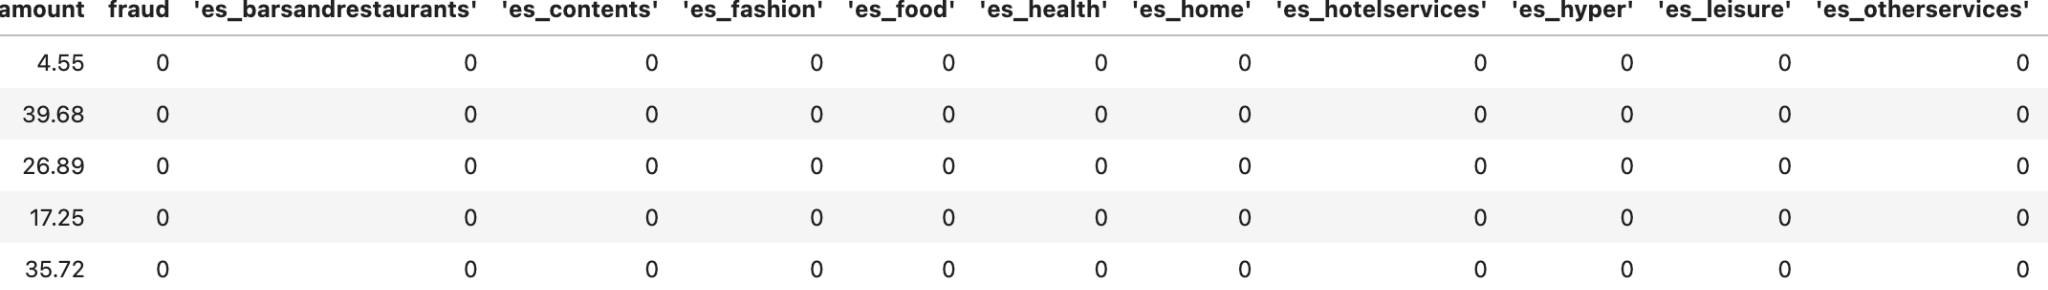 amount fraud 'es_barsandrestaurants' 'es_contents' 'es_fashion' 'es_food' 'es_health' 'es_home' 'es_hotelservices' 'es_hyper' 'es_leisure' 'es_otherservices'
4.55 0 0 0 0 0 0 0 0 0 0 0
39.68 0 0 0 0 0 0 0 0 0 0 0
26.89 0 0 0 0 0 0 0 0 0 0 0
17.25 0 0 0 0 0 0 0 0 0 0 0
35.72 0 0 0 0 0 0 0 0 0 0 0